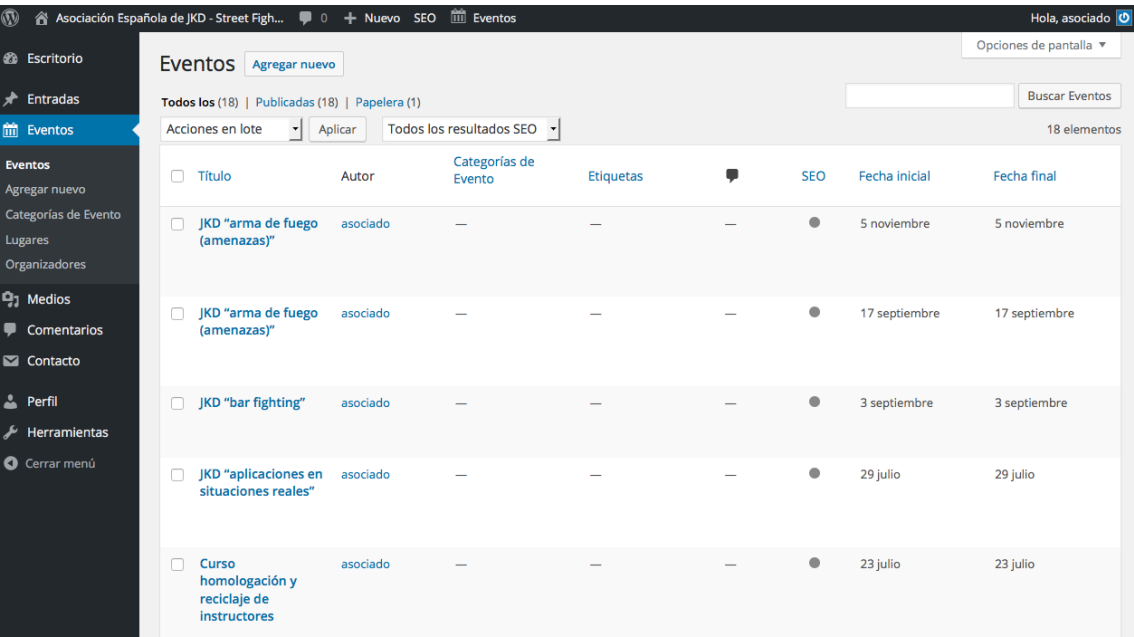 Asociación Española de JKD - Street Figh... 0 + Nuevo SEO Eventos Hola, asociado
Opciones de pantalla ▼
Escritorio
Entradas
Eventos
Eventos
Agregar nuevo
Categorías de Evento
Lugares
Organizadores
Medios
Comentarios
Contacto
Perfil
Herramientas
Cerrar menú
Eventos Agregar nuevo
Todos los (18) | Publicadas (18) | Papelera (1)
Buscar Eventos
Acciones en lote Aplicar Todos los resultados SEO 18 elementos
Título Autor Categorías de Evento Etiquetas SEO Fecha inicial Fecha final
JKD “arma de fuego asociado — — — 5 noviembre 5 noviembre
(amenazas)”
JKD “arma de fuego asociado — — — 17 septiembre 17 septiembre
(amenazas)”
JKD “bar fighting” asociado — — — 3 septiembre 3 septiembre
JKD “aplicaciones en asociado — — — 29 julio 29 julio
situaciones reales”
Curso asociado — — — 23 julio 23 julio
homologación y
reciclaje de
instructores